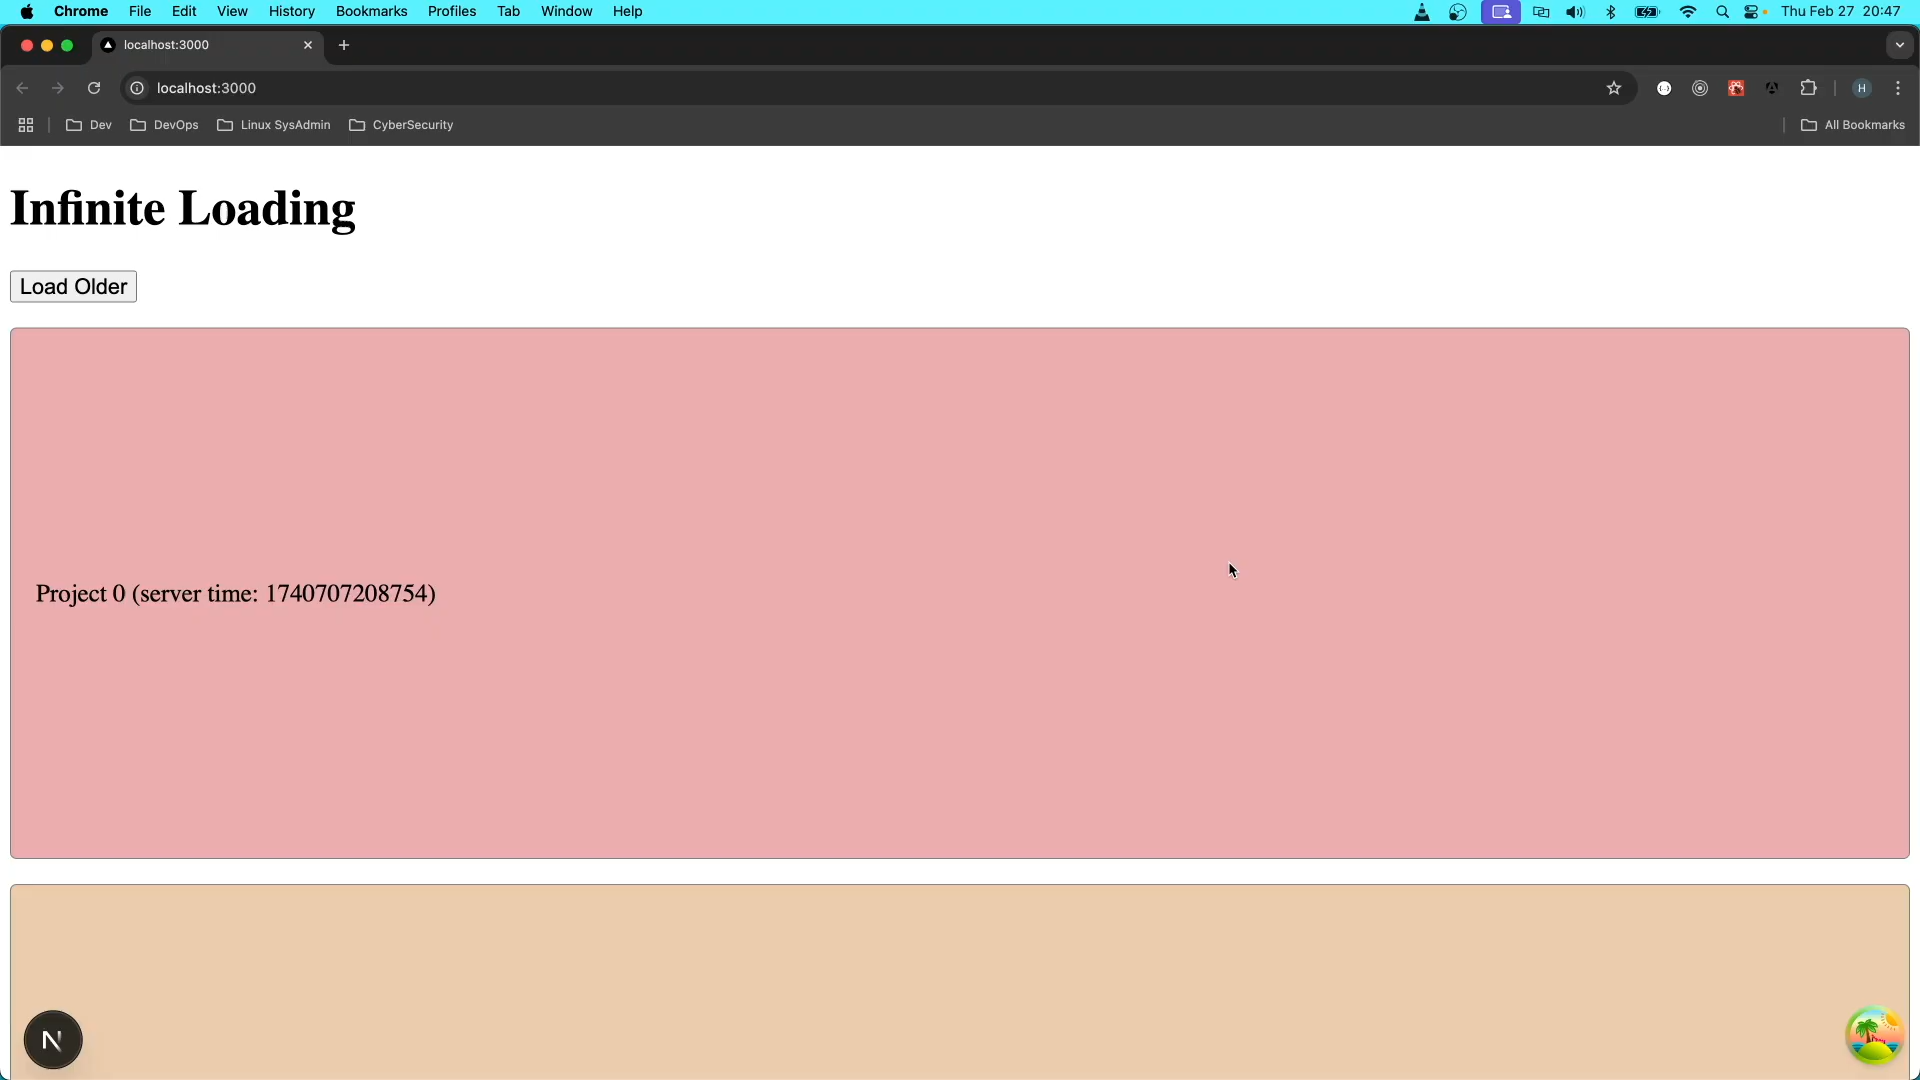 Chrome File Edit View History Bookmarks Profiles Tab Window Help Thu Feb 27 20:47
localhost:3000
localhost:3000
H
Dev DevOps Linux SysAdmin CyberSecurity All Bookmarks
Infinite Loading
Load Older
Project 0 (server time: 1740707208754)
N